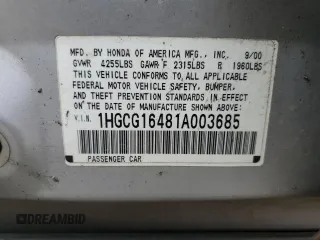 MFD. BY HONDA OF AMERICA MFG., INC. 9/00
GVWR 4255LBS GAWR F 2315LBS R 1960LBS
THIS VEHICLE CONFORMS TO ALL APPLICABLE
FEDERAL MOTOR VEHICLE SAFETY, BUMPER,
AND THEFT PREVENTION STANDARDS IN EFFECT
ON THE DATE OF MANUFACTURE SHOWN ABOVE.
V.I.N. 1HGCG16481A003685
PASSENGER CAR
© DREAMBID